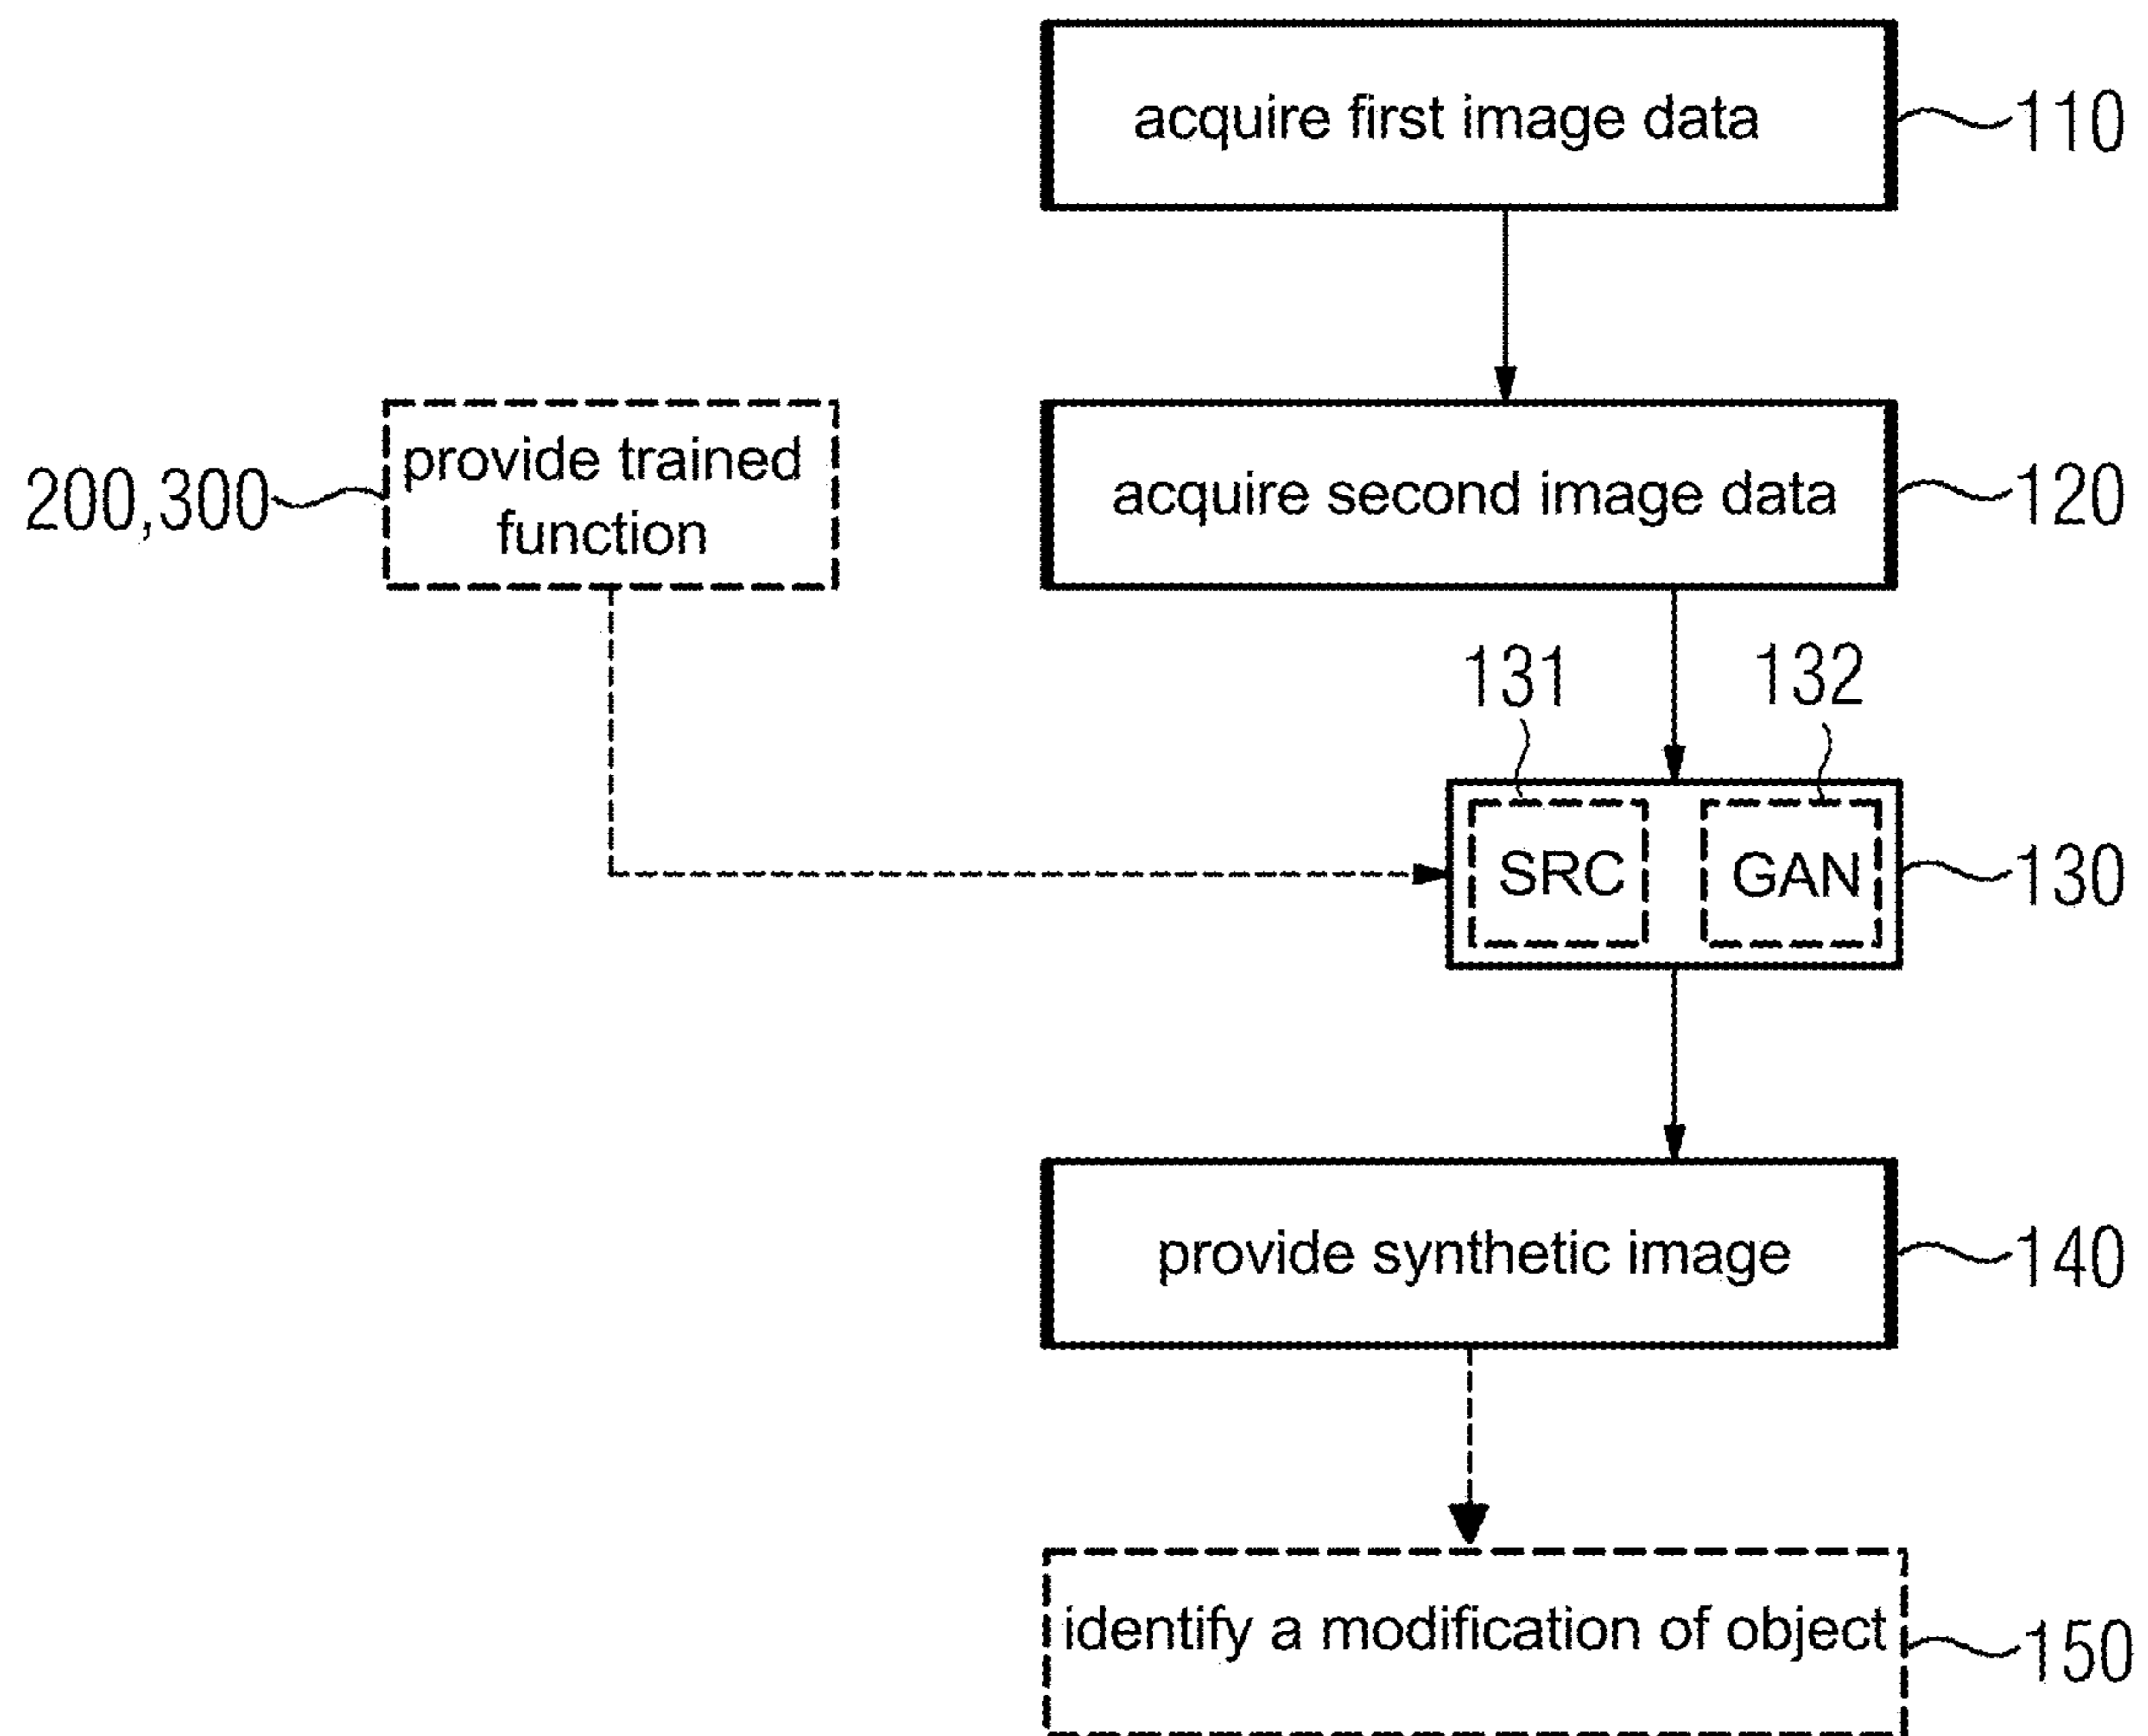 acquire first image data
110
provide trained
function
200,300
acquire second image data
120
131
132
SRC
GAN
130
provide synthetic image
140
identify a modification of object
150